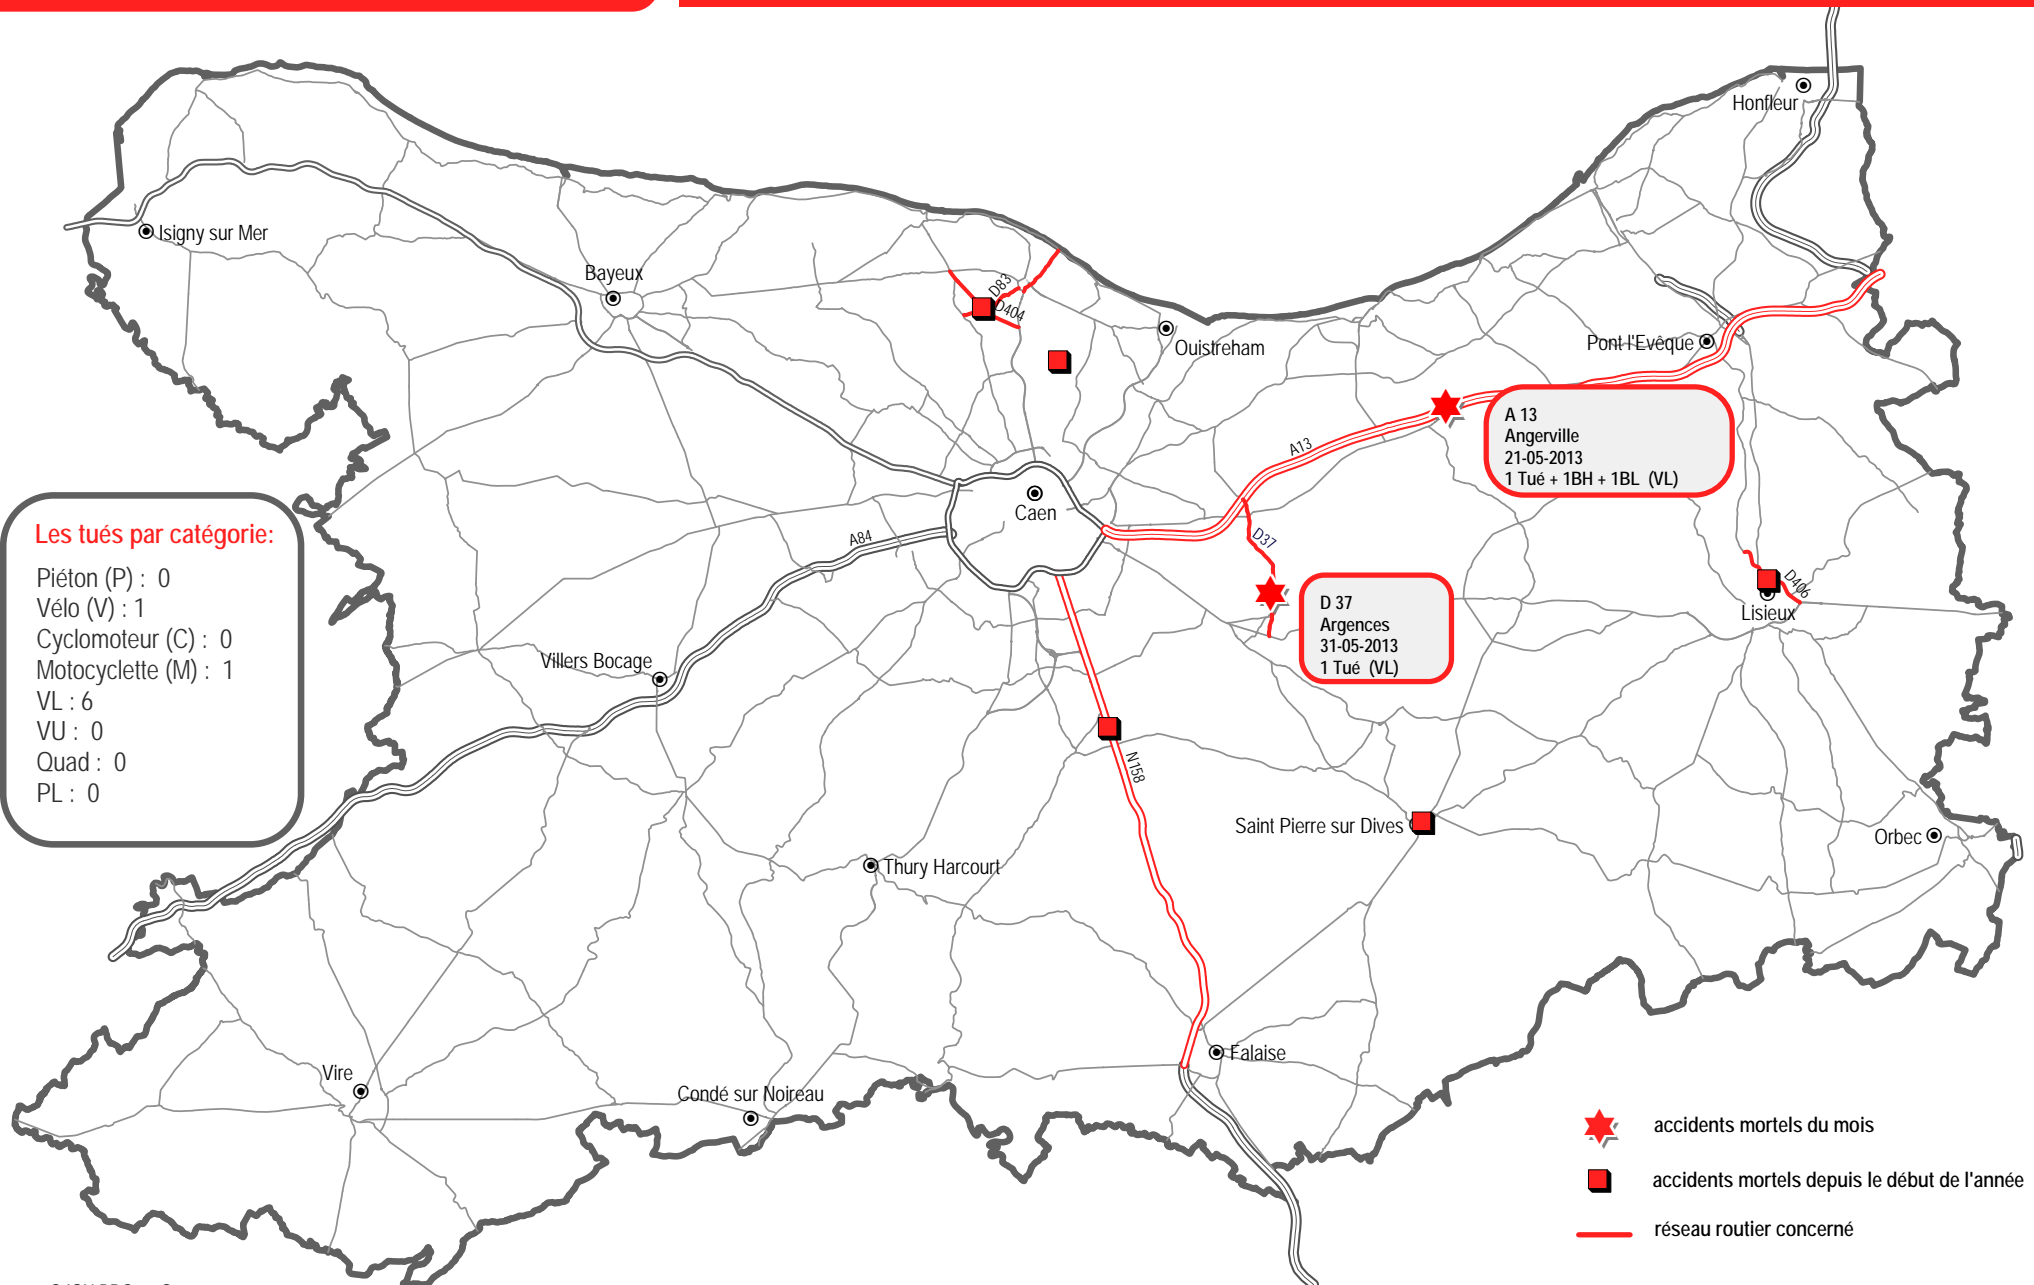 Honfleur
Isigny sur Mer
Bayeux
D83
D404
Ouistreham
Pont l'Evêque
A 13
Angerville
21-05-2013
1 Tué + 1BH + 1BL (VL)
A13
Caen
A84
D37
D 37
Argences
31-05-2013
1 Tué (VL)
D406
Lisieux
Les tués par catégorie:
Piéton (P) : 0
Vélo (V) : 1
Cyclomoteur (C) : 0
Motocyclette (M) : 1
VL : 6
VU : 0
Quad : 0
PL : 0
Villers Bocage
N158
Saint Pierre sur Dives
Orbec
Thury Harcourt
Falaise
Vire
Condé sur Noireau
accidents mortels du mois
accidents mortels depuis le début de l'année
réseau routier concerné